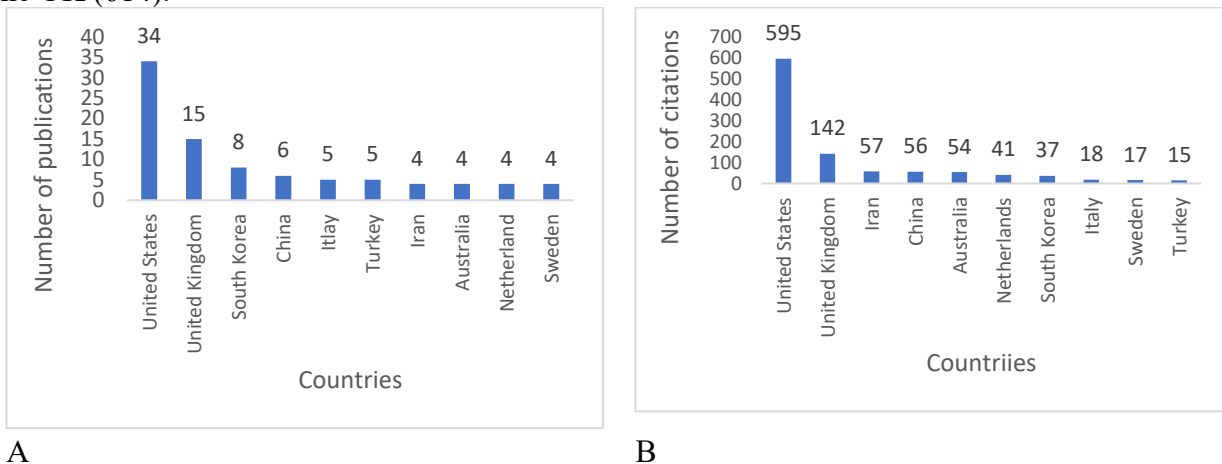 40
35
30
25
20
15
10
5
0
34
15
8
6
5
5
4
4
4
4
Number of publications
United States
United Kingdom
South Korea
China
Itlay
Turkey
Iran
Australia
Netherland
Sweden
Countries
A
700
600
500
400
300
200
100
0
595
142
57
56
54
41
37
18
17
15
Number of citations
United States
United Kingdom
Iran
China
Australia
Netherlands
South Korea
Italy
Sweden
Turkey
Countriies
B